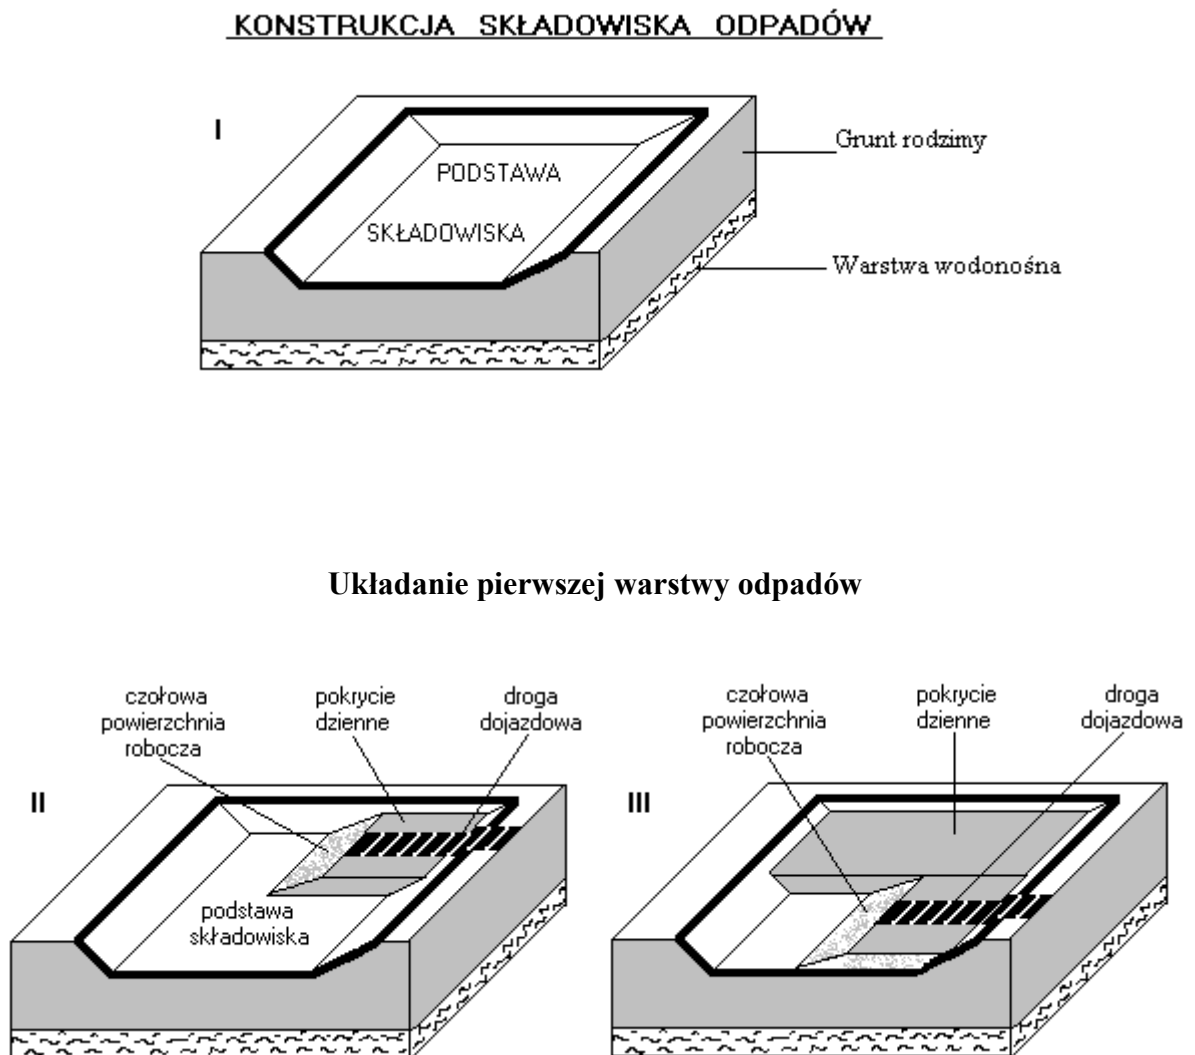 KONSTRUKCJA SKŁADOWISKA ODPADÓW
I
Grunt rodzimy
PODSTAWA
SKŁADOWISKA
Warstwa wodonośna
Układanie pierwszej warstwy odpadów
II
czołowa
powierzchnia
robocza
pokrycie
dzienne
droga
dojazdowa
podstawa
składowiska
III
czołowa
powierzchnia
robocza
pokrycie
dzienne
droga
dojazdowa